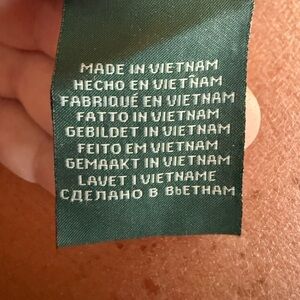 MADE IN VIETNAM
HECHO EN VIETÑAM
FABRIQUÉ EN VIETNAM
FATTO IN VIETNAM
GEBILDET IN VIETNAM
FEITO EM VIETNAM
GEMAAKT IN VIETNAM
LAVET I VIETNAME
СДЕЛАНО В ВЬЕТНАМ